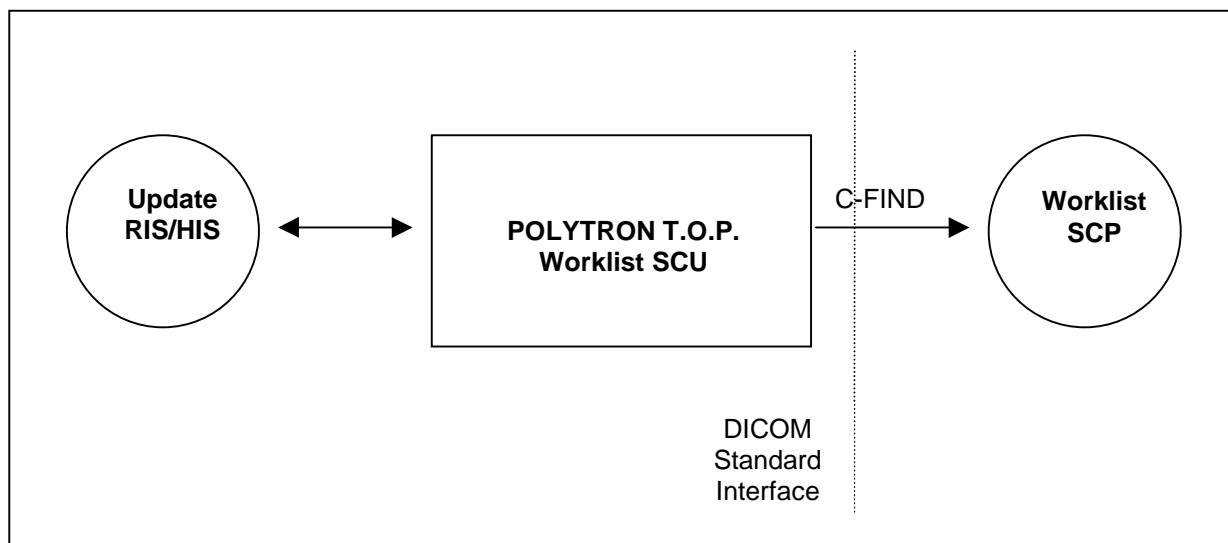 Update
RIS/HIS
POLYTRON T.O.P.
Worklist SCU
C-FIND
Worklist
SCP
DICOM
Standard
Interface